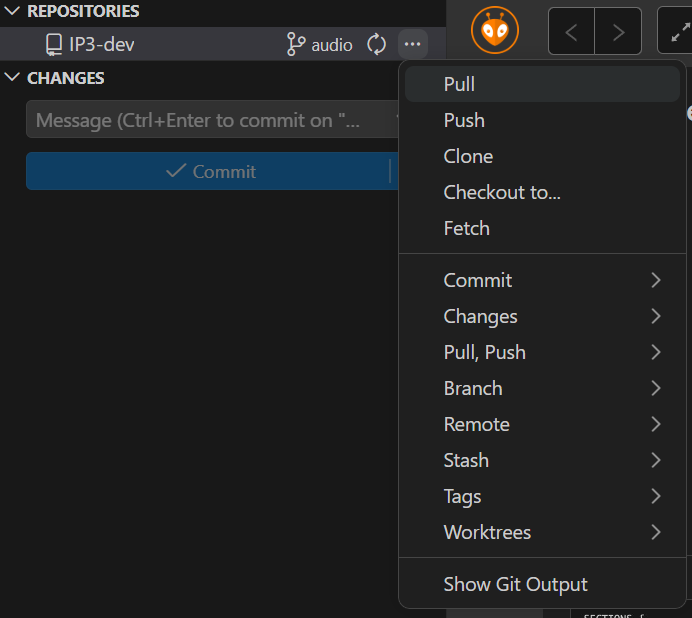 REPOSITORIES
IP3-dev audio ...
CHANGES
Message (Ctrl+Enter to commit on "...
Commit
Pull
Push
Clone
Checkout to...
Fetch
Commit
Changes
Pull, Push
Branch
Remote
Stash
Tags
Worktrees
Show Git Output
SECTIONS {